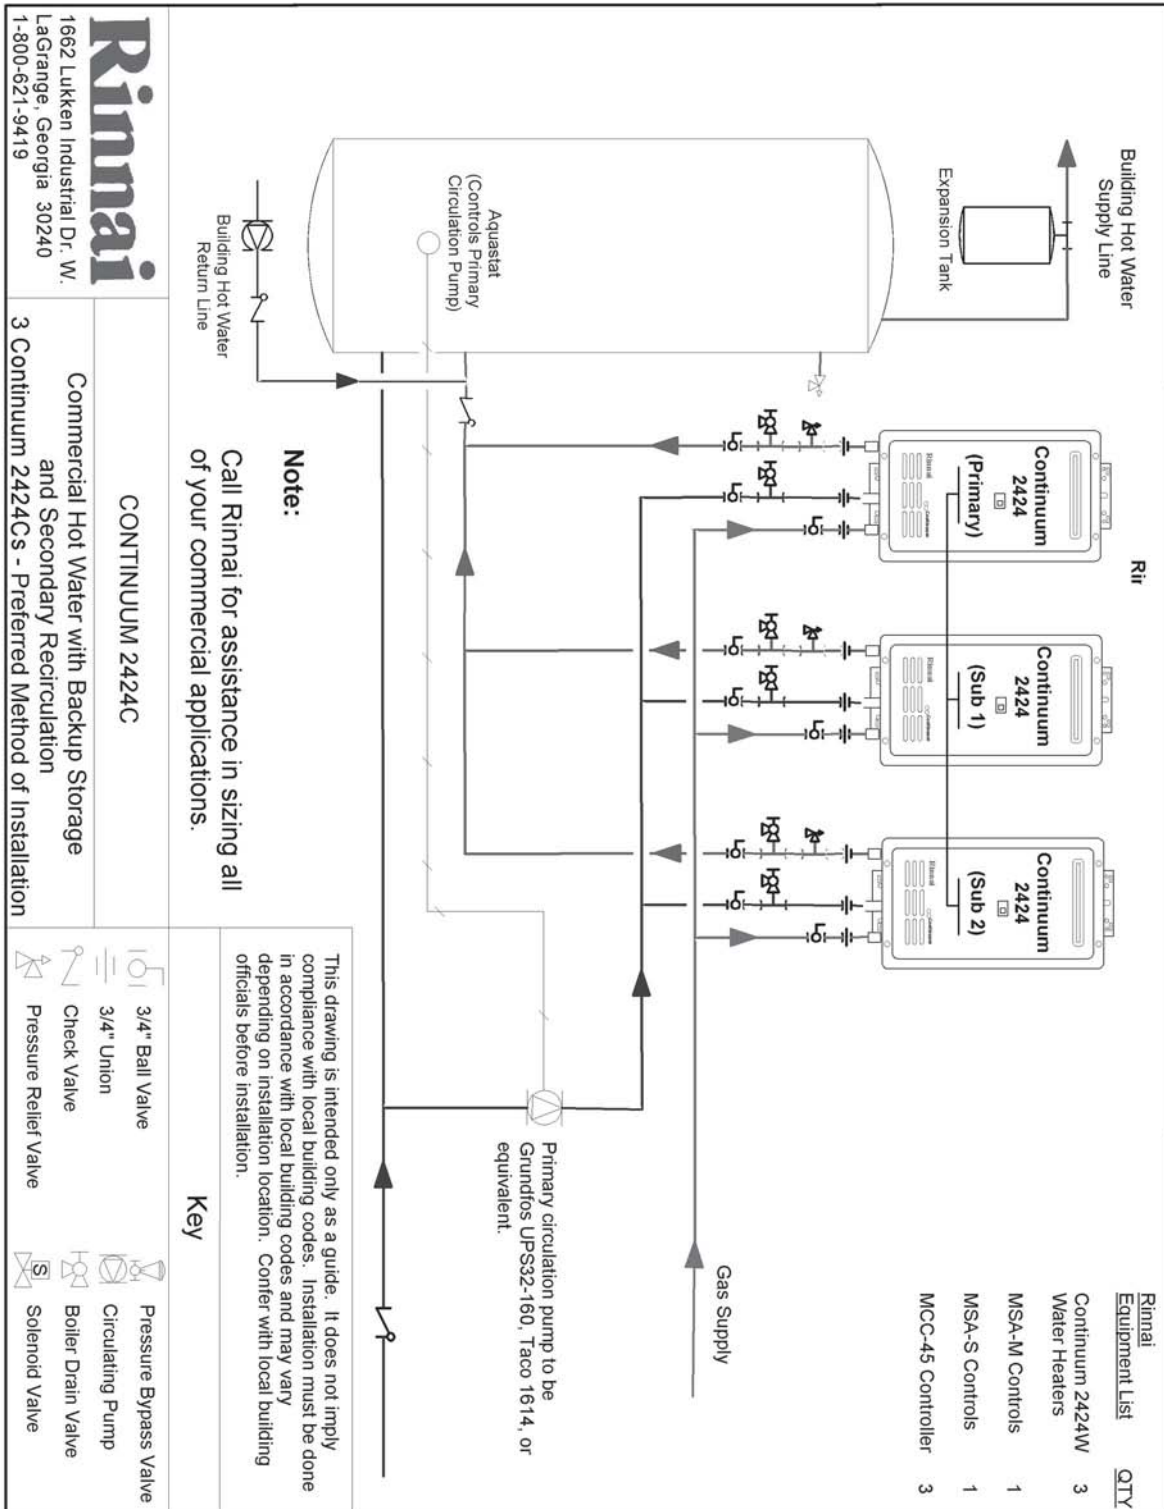 Rinnai
Equipment List QTY
Continuum 2424W 3
Water Heaters
MSA-M Controls 1
MSA-S Controls 1
MCC-45 Controller 3
Rir
Building Hot Water
Supply Line
Expansion Tank
Continuum
2424
(Primary)
Rinnai
Continuum
2424
(Sub 1)
Rinnai
Continuum
2424
(Sub 2)
Rinnai
Gas Supply
Aquastat
(Controls Primary
Circulation Pump)
Building Hot Water
Return Line
Primary circulation pump to be
Grundfos UPS32-160, Taco 1614, or
equivalent.
Note:
Call Rinnai for assistance in sizing all
of your commercial applications.
This drawing is intended only as a guide. It does not imply
compliance with local building codes. Installation must be done
in accordance with local building codes and may vary
depending on installation location. Confer with local building
officials before installation.
Rinnai
1662 Lukken Industrial Dr. W.
LaGrange, Georgia 30240
1-800-621-9419
CONTINUUM 2424C
Commercial Hot Water with Backup Storage
and Secondary Recirculation
3 Continuum 2424Cs - Preferred Method of Installation
Key
3/4" Ball Valve
3/4" Union
Check Valve
Pressure Relief Valve
Pressure Bypass Valve
Circulating Pump
Boiler Drain Valve
S
Solenoid Valve